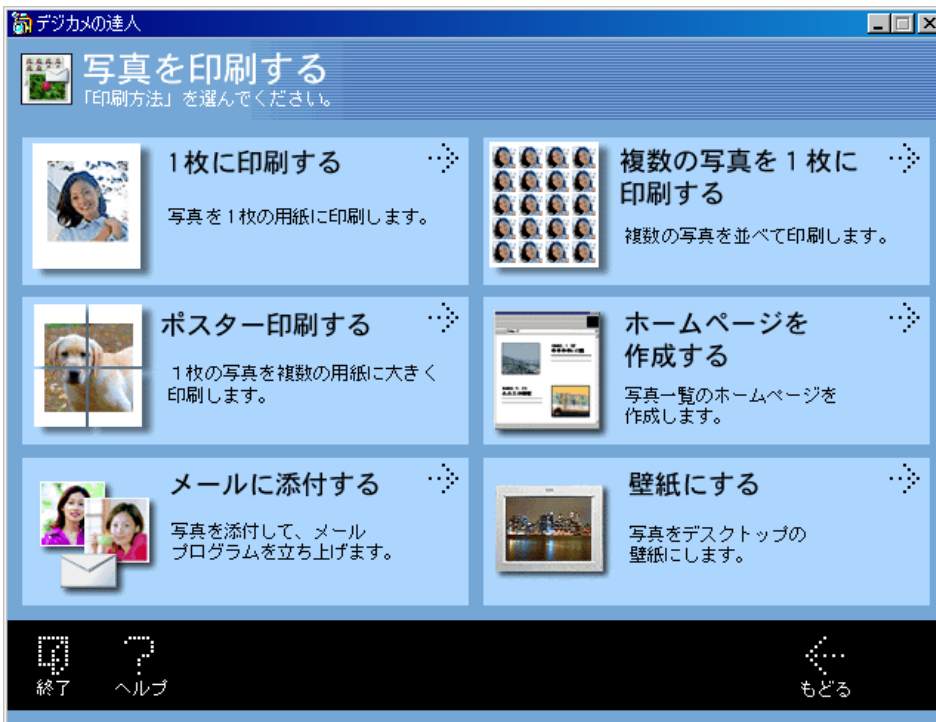 デジカメの達人
写真を印刷する
「印刷方法」を選んでください。
1枚に印刷する
写真を1枚の用紙に印刷します。
複数の写真を1枚に
印刷する
複数の写真を並べて印刷します。
ポスター印刷する
1枚の写真を複数の用紙に大きく
印刷します。
ホームページを
作成する
写真一覧のホームページを
作成します。
メールに添付する
写真を添付して、メール
プログラムを立ち上げます。
壁紙にする
写真をデスクトップの
壁紙にします。
終了
ヘルプ
もどる